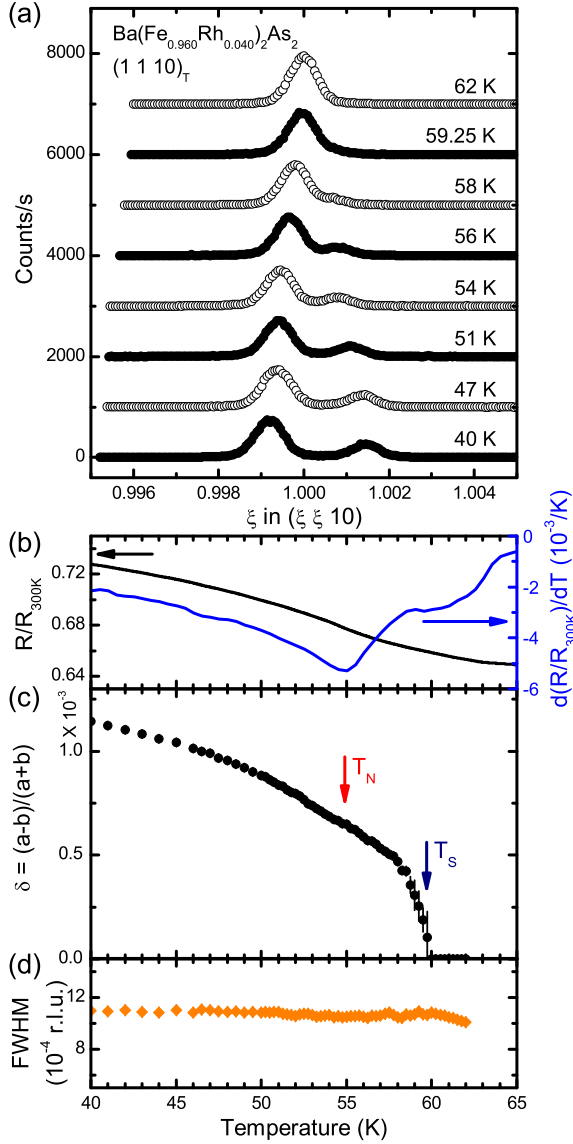 (a)
Ba(Fe0.960Rh0.040)2As2
(1 1 10)T
62 K
59.25 K
58 K
56 K
54 K
51 K
47 K
40 K
8000
6000
4000
2000
0
Counts/s
0.996 0.998 1.000 1.002 1.004
ξ in (ξ ξ 10)
(b)
0.72
0.68
0.64
R/R300K
0
-2
-4
-6
d(R/R300K)/dT (10-3/K)
(c)
X 10-3
1.0
0.5
0.0
δ = (a-b)/(a+b)
TN
TS
(d)
12
8
FWHM
(10-4 r.l.u.)
40 45 50 55 60 65
Temperature (K)